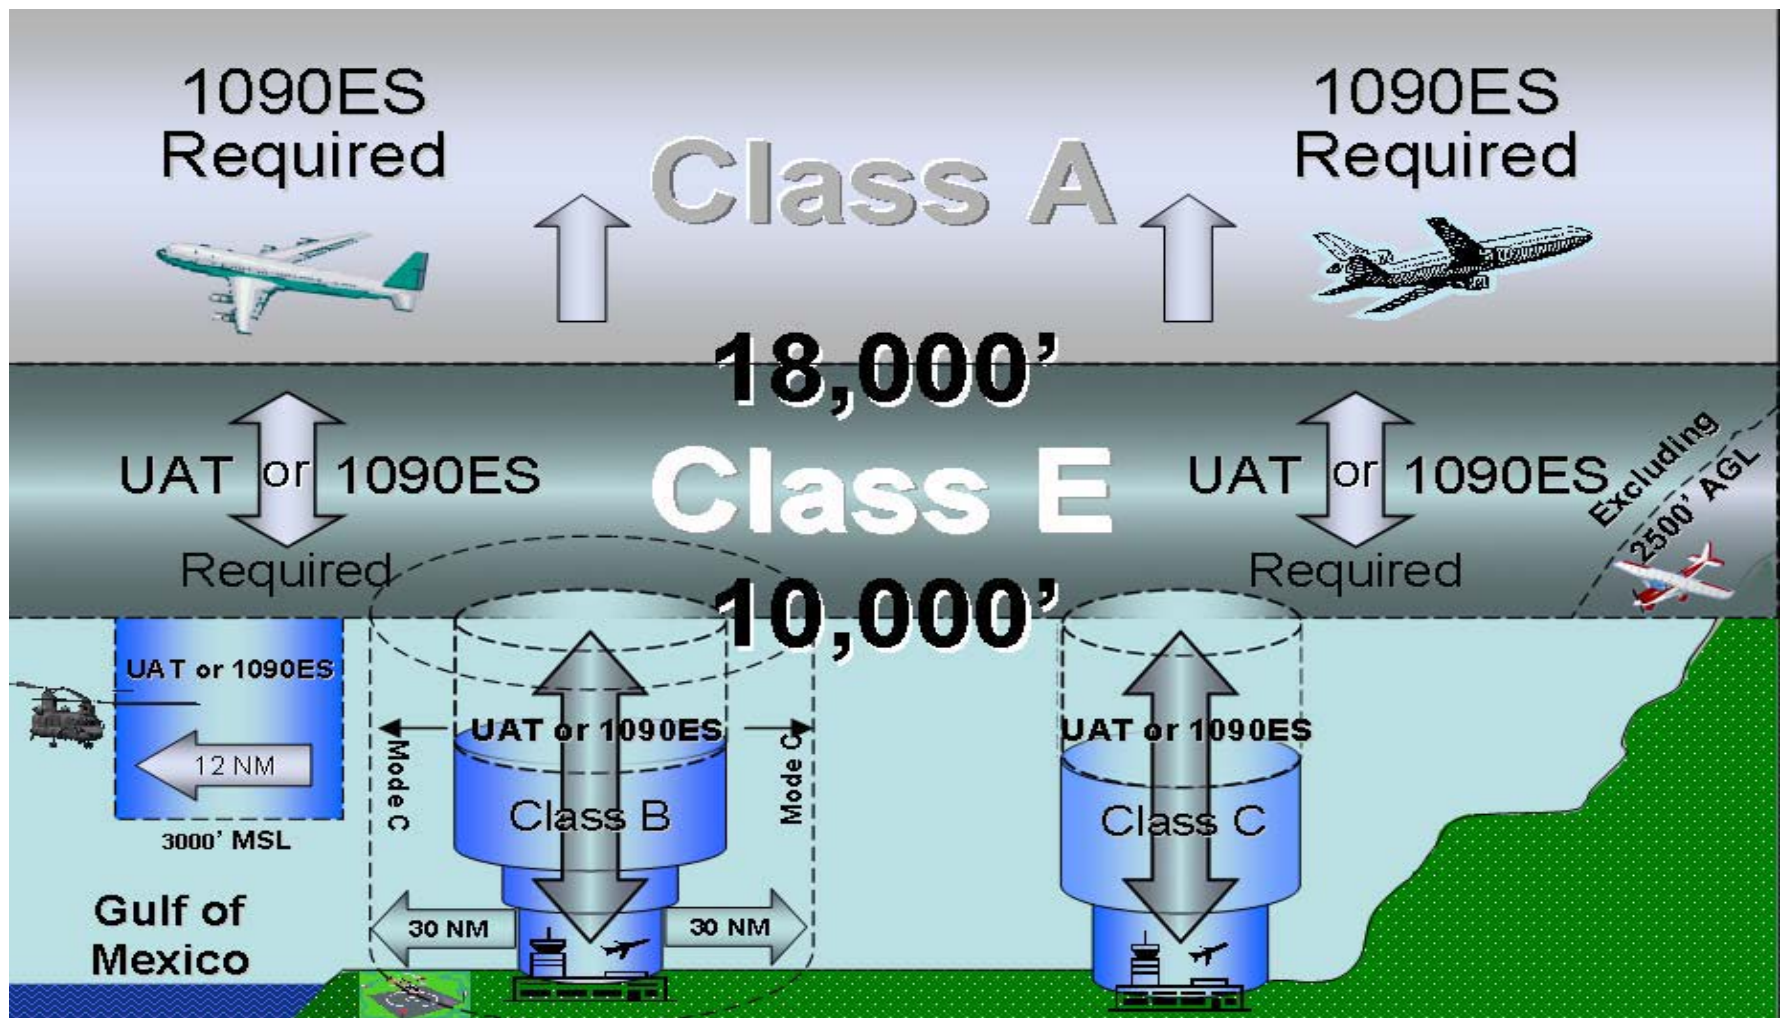 1090ES
Required
1090ES
Required
Class A
18,000’
UAT or 1090ES
Required
Class E
UAT or 1090ES
Required
Excluding
2500’ AGL
10,000’
UAT or 1090ES
12 NM
3000’ MSL
Gulf of
Mexico
Mode C
UAT or 1090ES
Mode C
Class B
30 NM
30 NM
UAT or 1090ES
Class C